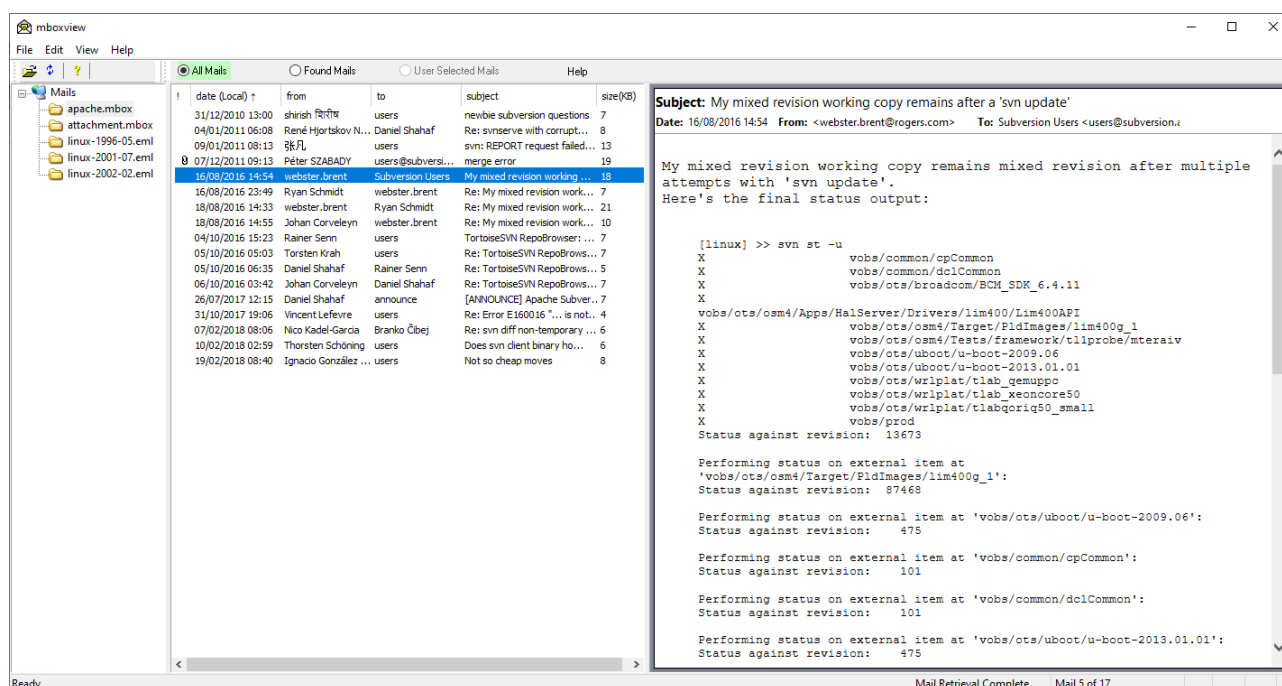 mboxview
File Edit View Help
All Mails Found Mails User Selected Mails Help
Mails
apache.mbox
attachment.mbox
linux-1996-05.eml
linux-2001-07.eml
linux-2002-02.eml
! date (Local) ↑ from to subject size(KB)
31/12/2010 13:00 shirish शिरीष users newbie subversion questions 7
04/01/2011 06:08 René Hjortskov N... Daniel Shahaf Re: svnserve with corrupt... 8
09/01/2011 08:13 张凡 users svn: REPORT request failed... 13
07/12/2011 09:13 Péter SZABADY users@subversi... merge error 19
16/08/2016 14:54 webster.brent Subversion Users My mixed revision working ... 18
16/08/2016 23:49 Ryan Schmidt webster.brent Re: My mixed revision work... 7
18/08/2016 14:33 webster.brent Ryan Schmidt Re: My mixed revision work... 21
18/08/2016 14:55 Johan Corveleyn webster.brent Re: My mixed revision work... 10
04/10/2016 15:23 Rainer Senn users TortoiseSVN RepoBrowser: ... 7
05/10/2016 05:03 Torsten Krah users Re: TortoiseSVN RepoBrows... 7
05/10/2016 06:35 Daniel Shahaf Rainer Senn Re: TortoiseSVN RepoBrows... 5
06/10/2016 03:42 Johan Corveleyn Daniel Shahaf Re: TortoiseSVN RepoBrows... 7
26/07/2017 12:15 Daniel Shahaf announce [ANNOUNCE] Apache Subver... 7
31/10/2017 19:06 Vincent Lefevre users Re: Error E160016 "... is not... 4
07/02/2018 08:06 Nico Kadel-Garcia Branko Čibej Re: svn diff non-temporary ... 6
10/02/2018 02:59 Thorsten Schöning users Does svn client binary ho... 6
19/02/2018 08:40 Ignacio González ... users Not so cheap moves 8
Subject: My mixed revision working copy remains after a 'svn update'
Date: 16/08/2016 14:54 From: <webster.brent@rogers.com> To: Subversion Users <users@subversion.a
My mixed revision working copy remains mixed revision after multiple
attempts with 'svn update'.
Here's the final status output:
[linux] >> svn st -u
X vobs/common/cpCommon
X vobs/common/dclCommon
X vobs/ots/broadcom/BCM_SDK_6.4.11
X
vobs/ots/osm4/Apps/HalServer/Drivers/lim400/Lim400API
X vobs/ots/osm4/Target/PldImages/lim400g_1
X vobs/ots/osm4/Tests/framework/tl1probe/mteraiv
X vobs/ots/uboot/u-boot-2009.06
X vobs/ots/uboot/u-boot-2013.01.01
X vobs/ots/wrlplat/tlab_qemuppc
X vobs/ots/wrlplat/tlab_xeoncore50
X vobs/ots/wrlplat/tlabqoriq50_small
X vobs/prod
Status against revision: 13673
Performing status on external item at
'vobs/ots/osm4/Target/PldImages/lim400g_1':
Status against revision: 87468
Performing status on external item at 'vobs/ots/uboot/u-boot-2009.06':
Status against revision: 475
Performing status on external item at 'vobs/common/cpCommon':
Status against revision: 101
Performing status on external item at 'vobs/common/dclCommon':
Status against revision: 101
Performing status on external item at 'vobs/ots/uboot/u-boot-2013.01.01':
Status against revision: 475
Ready Mail Retrieval Complete Mail 5 of 17